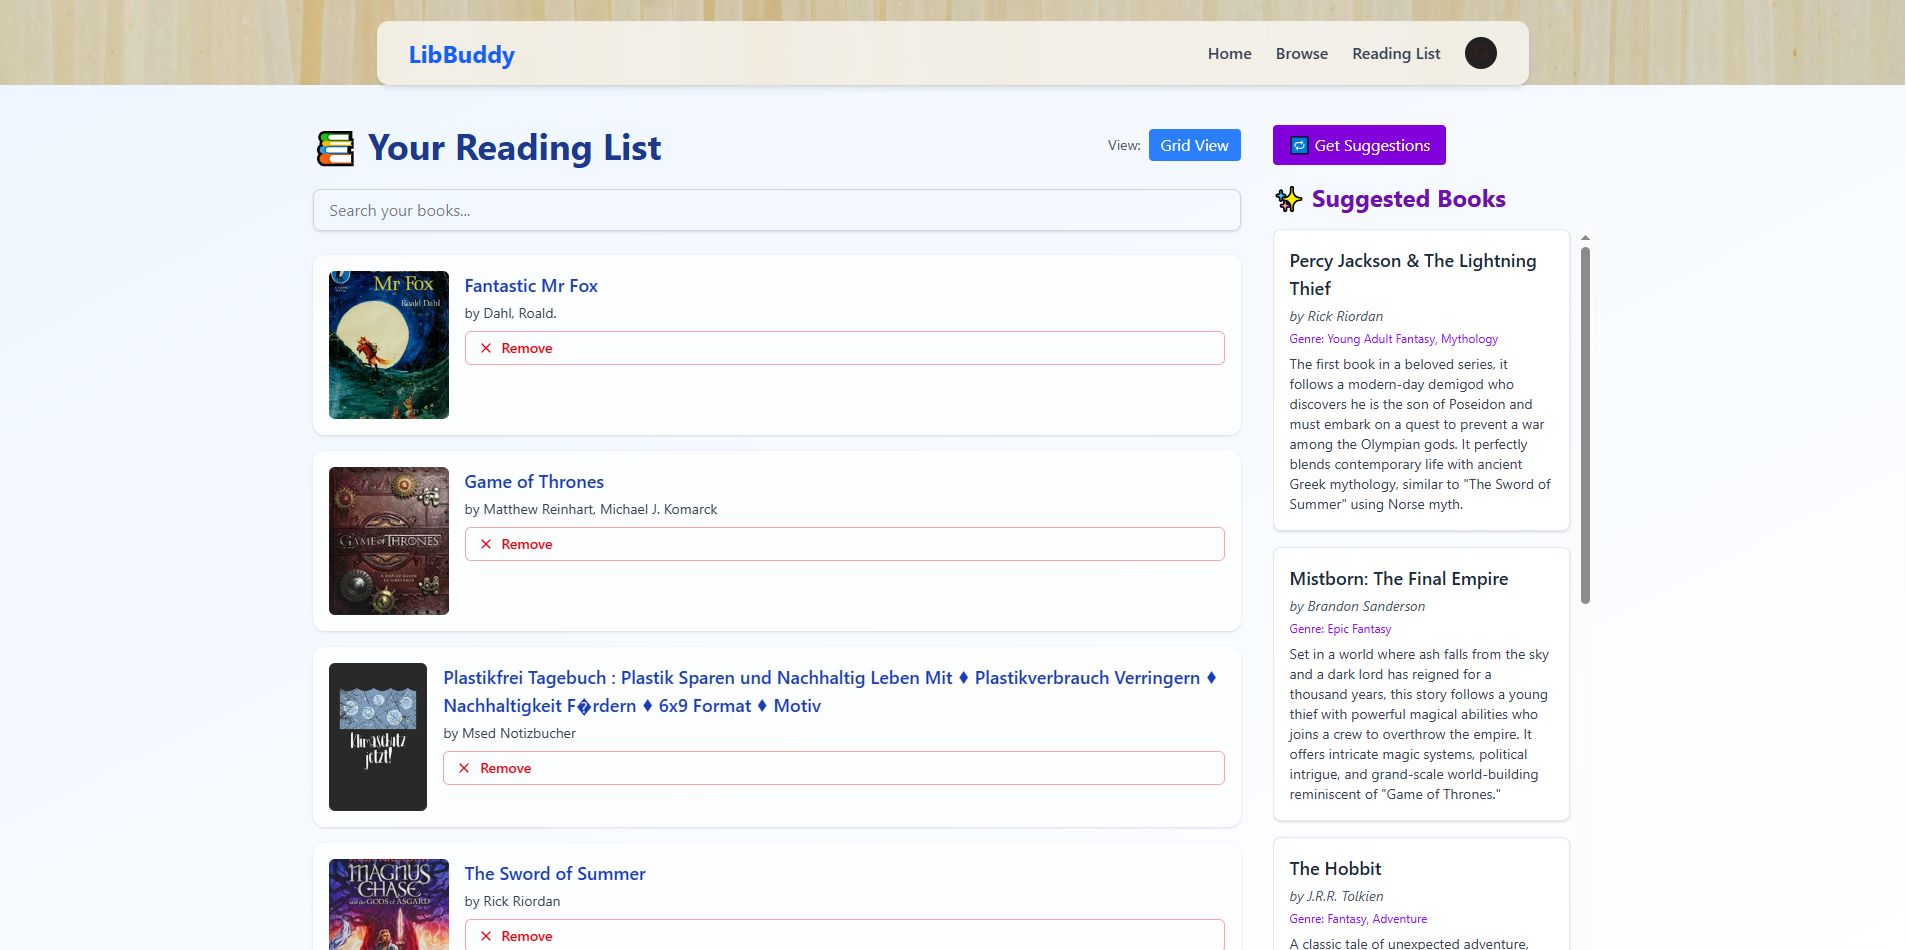 LibBuddy
Home
Browse
Reading List
Your Reading List
View:
Grid View
Search your books...
Mr Fox
Roald Dahl
Fantastic Mr Fox
by Dahl, Roald.
Remove
GAME OF THRONES
Game of Thrones
by Matthew Reinhart, Michael J. Komarck
Remove
Klimaschutz
jetzt!
Plastikfrei Tagebuch : Plastik Sparen und Nachhaltig Leben Mit ♦ Plastikverbrauch Verringern ♦
Nachhaltigkeit F�rdern ♦ 6x9 Format ♦ Motiv
by Msed Notizbucher
Remove
MAGNUS
CHASE
and the GODS of ASGARD
The Sword of Summer
by Rick Riordan
Remove
Get Suggestions
Suggested Books
Percy Jackson & The Lightning
Thief
by Rick Riordan
Genre: Young Adult Fantasy, Mythology
The first book in a beloved series, it
follows a modern-day demigod who
discovers he is the son of Poseidon and
must embark on a quest to prevent a war
among the Olympian gods. It perfectly
blends contemporary life with ancient
Greek mythology, similar to "The Sword of
Summer" using Norse myth.
Mistborn: The Final Empire
by Brandon Sanderson
Genre: Epic Fantasy
Set in a world where ash falls from the sky
and a dark lord has reigned for a
thousand years, this story follows a young
thief with powerful magical abilities who
joins a crew to overthrow the empire. It
offers intricate magic systems, political
intrigue, and grand-scale world-building
reminiscent of "Game of Thrones."
The Hobbit
by J.R.R. Tolkien
Genre: Fantasy, Adventure
A classic tale of unexpected adventure,